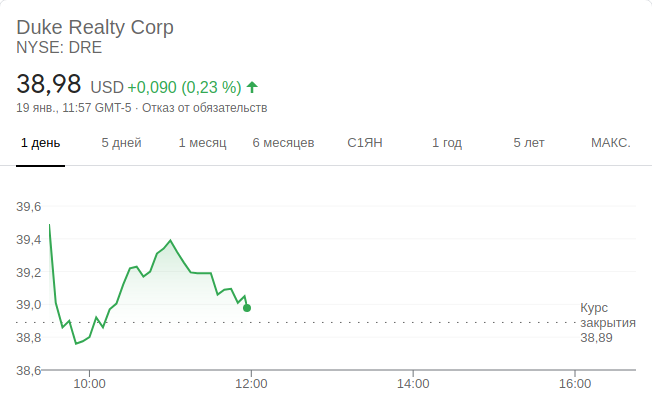 Duke Realty Corp
NYSE: DRE
38,98 USD +0,090 (0,23 %)
19 янв., 11:57 GMT-5 · Отказ от обязательств
1 день 5 дней 1 месяц 6 месяцев С1ЯН 1 год 5 лет МАКС.
39,6
39,4
39,2
39,0
38,8
38,6
Курс
закрытия
38,89
10:00 12:00 14:00 16:00